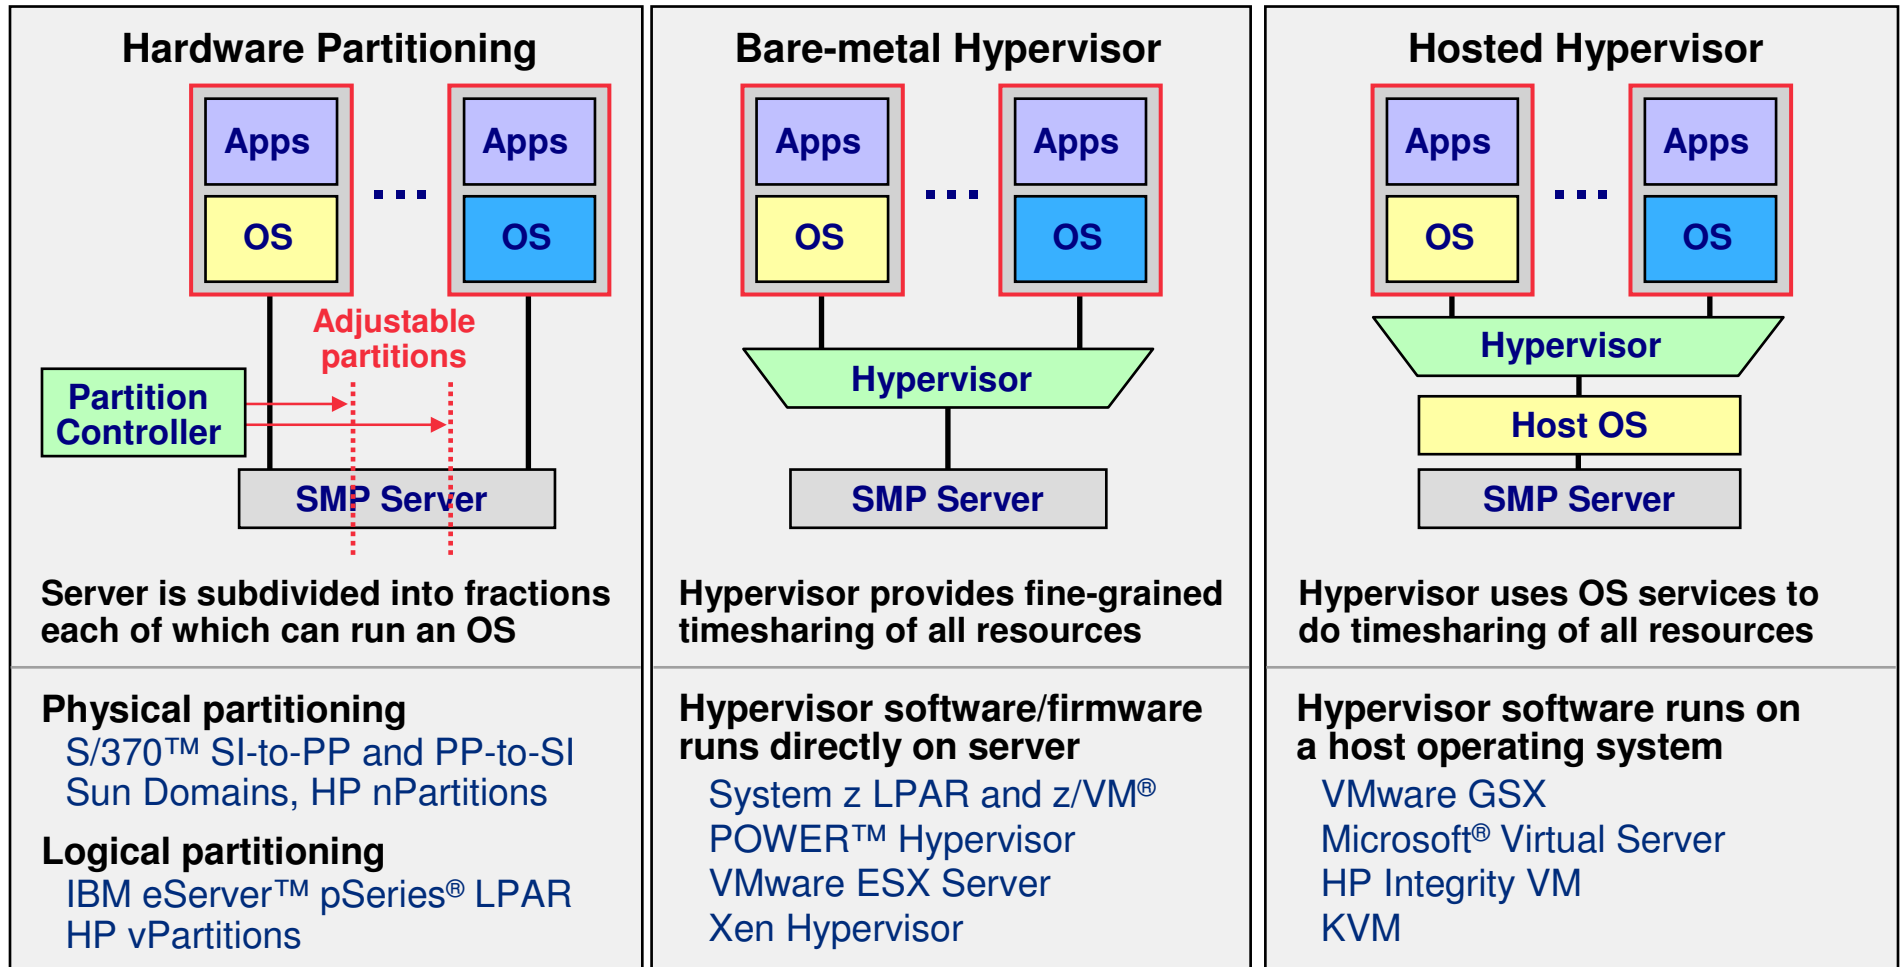 Hardware Partitioning
Apps
Apps
...
OS
OS
Adjustable
partitions
Partition
Controller
SMP Server
Server is subdivided into fractions
each of which can run an OS
Physical partitioning
S/370™ SI-to-PP and PP-to-SI
Sun Domains, HP nPartitions
Logical partitioning
IBM eServer™ pSeries® LPAR
HP vPartitions
Bare-metal Hypervisor
Apps
Apps
...
OS
OS
Hypervisor
SMP Server
Hypervisor provides fine-grained
timesharing of all resources
Hypervisor software/firmware
runs directly on server
System z LPAR and z/VM®
POWER™ Hypervisor
VMware ESX Server
Xen Hypervisor
Hosted Hypervisor
Apps
Apps
...
OS
OS
Hypervisor
Host OS
SMP Server
Hypervisor uses OS services to
do timesharing of all resources
Hypervisor software runs on
a host operating system
VMware GSX
Microsoft® Virtual Server
HP Integrity VM
KVM